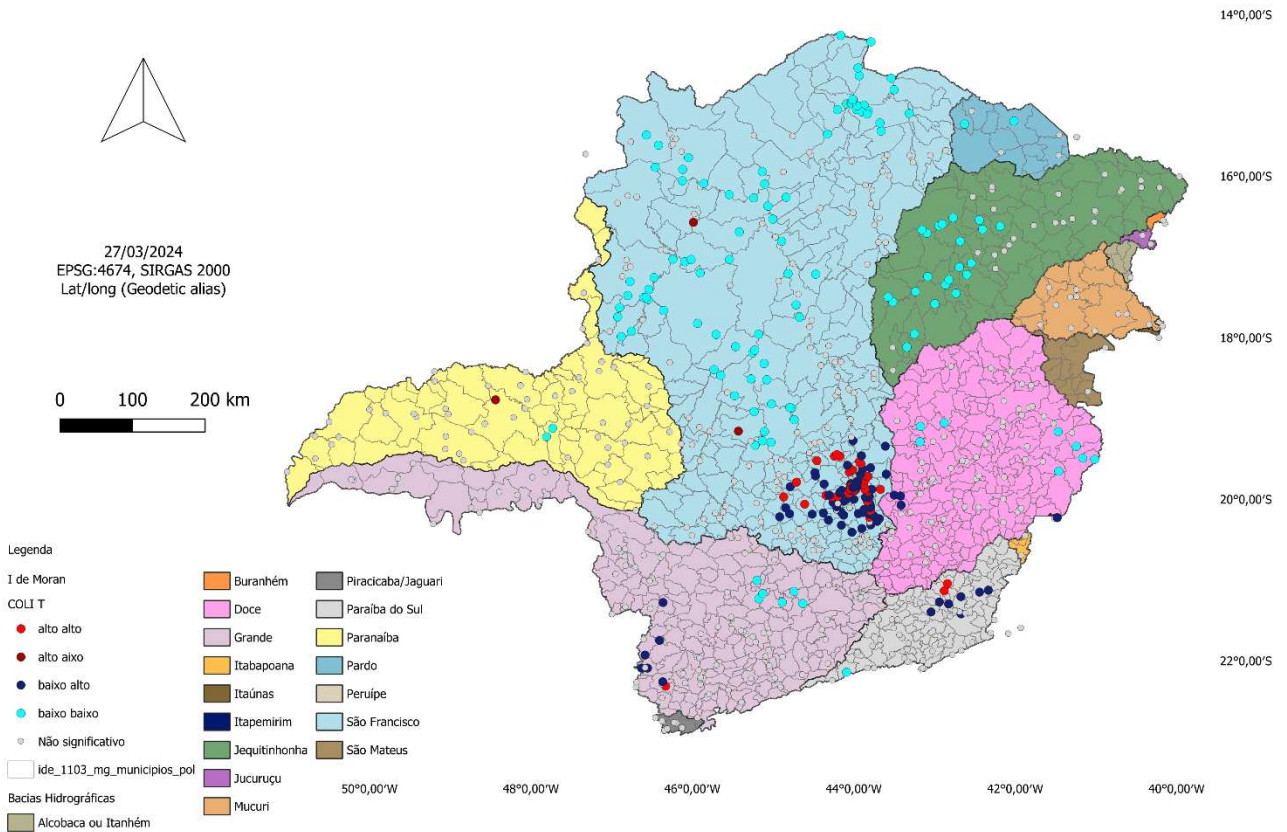 14°0,00'S
16°0,00'S
18°0,00'S
20°0,00'S
22°0,00'S
27/03/2024
EPSG:4674, SIRGAS 2000
Lat/long (Geodetic alias)
0 100 200 km
50°0,00'W 48°0,00'W 46°0,00'W 44°0,00'W 42°0,00'W 40°0,00'W
Legenda
I de Moran
COLI T
alto alto
alto aixo
baixo alto
baixo baixo
Não significativo
ide_1103_mg_municipios_pol
Bacias Hidrográficas
Alcobaca ou Itanhém
Buranhém
Doce
Grande
Itabapoana
Itaúnas
Itapemirim
Jequitinhonha
Jucuruçu
Mucuri
Piracicaba/Jaguari
Paraíba do Sul
Paranaíba
Pardo
Peruípe
São Francisco
São Mateus